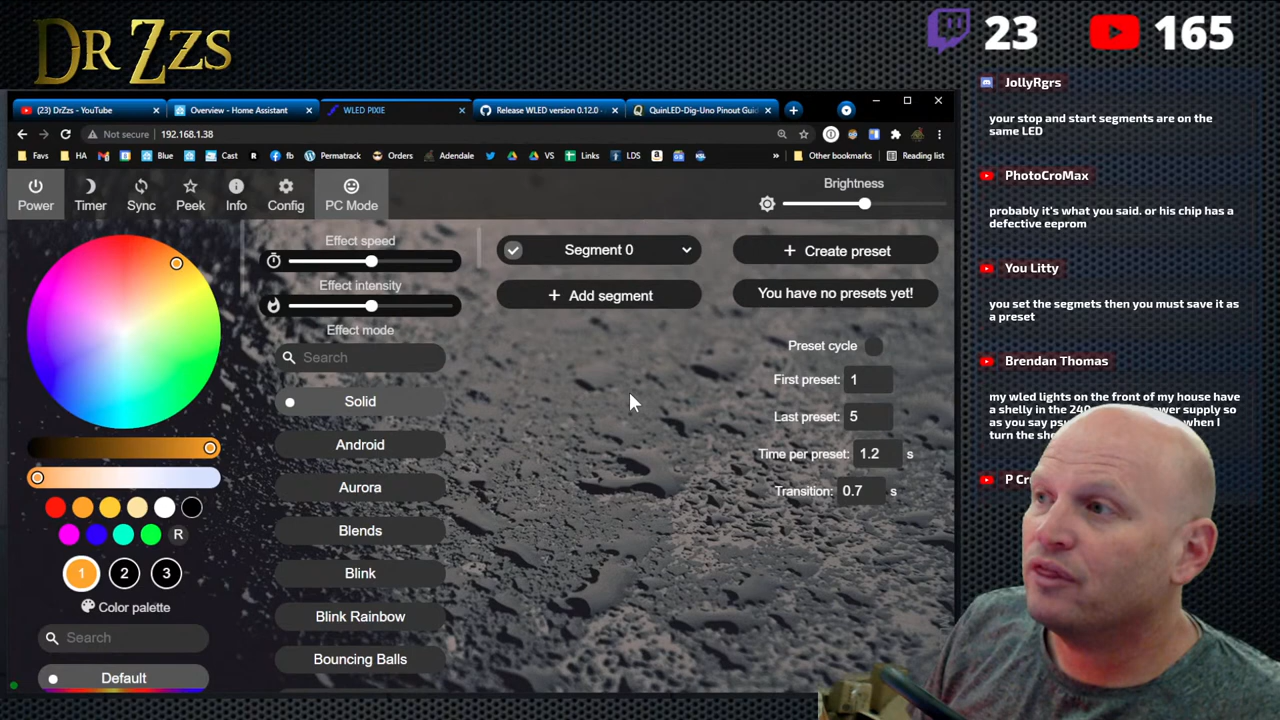 DR ZZS
23
165
(23) DrZzs - YouTube
Overview - Home Assistant
WLED PIXIE
Release WLED version 0.12.0
QuinLED-Dig-Uno Pinout Guid
Not secure
192.168.1.38
Favs
HA
Blue
Cast
fb
Permatrack
Orders
Adendale
VS
Links
LDS
Other bookmarks
Reading list
Power
Timer
Sync
Peek
Info
Config
PC Mode
Brightness
Effect speed
Effect intensity
Effect mode
Search
Solid
Android
Aurora
Blends
Blink
Blink Rainbow
Bouncing Balls
R
1
2
3
Color palette
Search
Default
Segment 0
+ Add segment
+ Create preset
You have no presets yet!
Preset cycle
First preset: 1
Last preset: 5
Time per preset: 1.2 s
Transition: 0.7 s
JollyRgrs
your stop and start segments are on the
same LED
PhotoCroMax
probably it's what you said. or his chip has a
defective eeprom
You Litty
you set the segmets then you must save it as
a preset
Brendan Thomas
my wled lights on the front of my house have
a shelly in the 240 power supply so
as you say when I
turn the
P